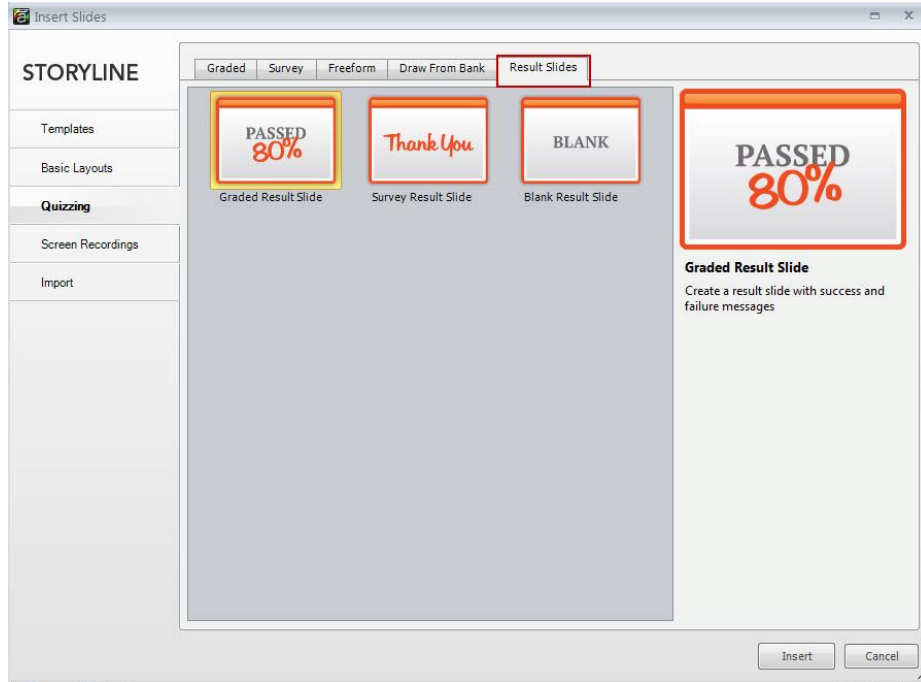 Insert Slides
STORYLINE
Templates
Basic Layouts
Quizzing
Screen Recordings
Import
Graded Survey Freeform Draw From Bank Result Slides
PASSED
80%
Graded Result Slide
Thank You
Survey Result Slide
BLANK
Blank Result Slide
PASSED
80%
Graded Result Slide
Create a result slide with success and
failure messages
Insert Cancel